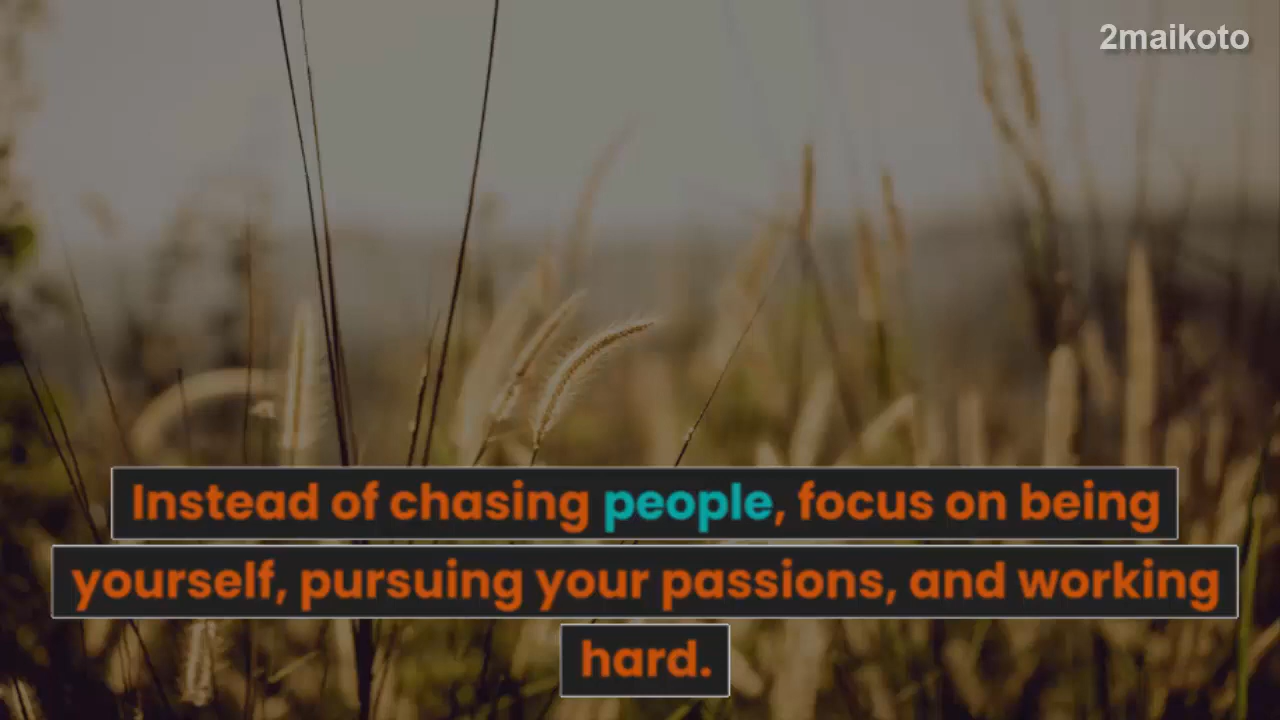 2maikoto
Instead of chasing people, focus on being
yourself, pursuing your passions, and working
hard.